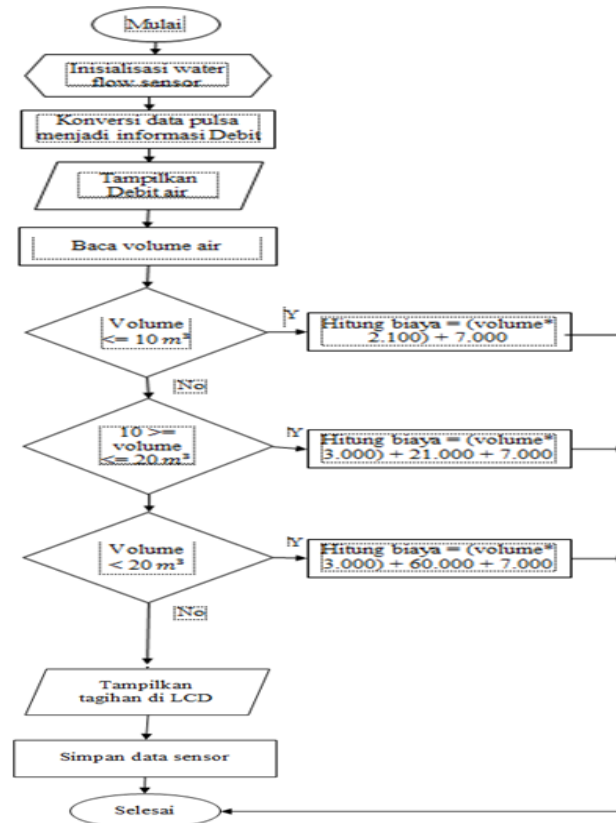 Mulai
Inisialisasi water
flow sensor
Konversi data pulsa
menjadi informasi Debit
Tampilkan
Debit air
Baca volume air
Volume
<= 10 m³
Y
Hitung biaya = (volume*
2.100) + 7.000
No
10 >=
volume
<= 20 m³
Y
Hitung biaya = (volume*
3.000) + 21.000 + 7.000
Volume
< 20 m³
Y
Hitung biaya = (volume*
3.000) + 60.000 + 7.000
No
Tampilkan
tagihan di LCD
Simpan data sensor
Selesai